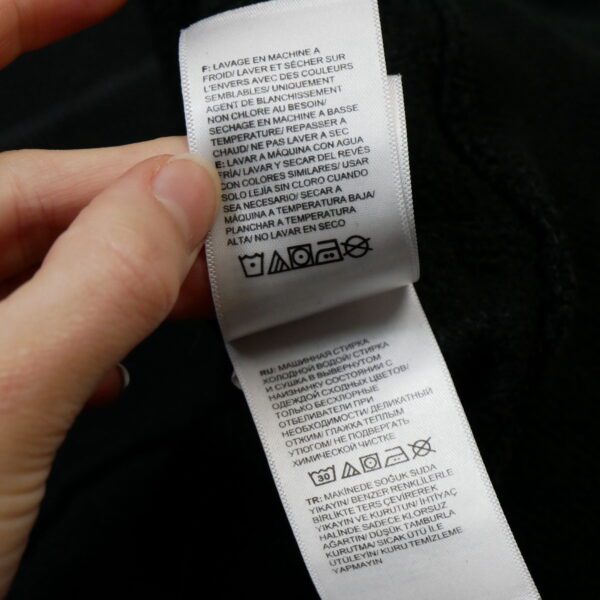 F: LAVAGE EN MACHINE A
FROID/ LAVER ET SÉCHER SUR
L'ENVERS AVEC DES COULEURS
SEMBLABLES/ UNIQUEMENT
AGENT DE BLANCHISSEMENT
NON CHLORE AU BESOIN/
SECHAGE EN MACHINE A BASSE
TEMPERATURE/ REPASSER A
CHAUD/ NE PAS LAVER A SEC
E: LAVAR A MÁQUINA CON AGUA
FRÍA/ LAVAR Y SECAR DEL REVÉS
CON COLORES SIMILARES/ USAR
SOLO LEJÍA SIN CLORO CUANDO
SEA NECESARIO/ SECAR A
MÁQUINA A TEMPERATURA BAJA/
PLANCHAR A TEMPERATURA
ALTA/ NO LAVAR EN SECO
RU: МАШИННАЯ СТИРКА
ХОЛОДНОЙ ВОДОЙ/ СТИРКА
И СУШКА В ВЫВЕРНУТОМ
НАИЗНАНКУ СОСТОЯНИИ С
ОДЕЖДОЙ СХОДНЫХ ЦВЕТОВ/
ТОЛЬКО БЕСХЛОРНЫЕ
ОТБЕЛИВАТЕЛИ ПРИ
НЕОБХОДИМОСТИ/ ДЕЛИКАТНЫЙ
ОТЖИМ/ ГЛАЖКА ТЕПЛЫМ
УТЮГОМ/ НЕ ПОДВЕРГАТЬ
ХИМИЧЕСКОЙ ЧИСТКЕ
30
TR: MAKİNEDE SOĞUK SUDA
YIKAYIN/ BENZER RENKLİLERLE
BİRLİKTE TERS ÇEVİREREK
YIKAYIN VE KURUTUN/ İHTİYAÇ
HALİNDE SADECE KLORSUZ
AĞARTIN/ DÜŞÜK TAMBURLA
KURUTMA/ SICAK ÜTÜ İLE
ÜTÜLEYİN/ KURU TEMİZLEME
YAPMAYIN